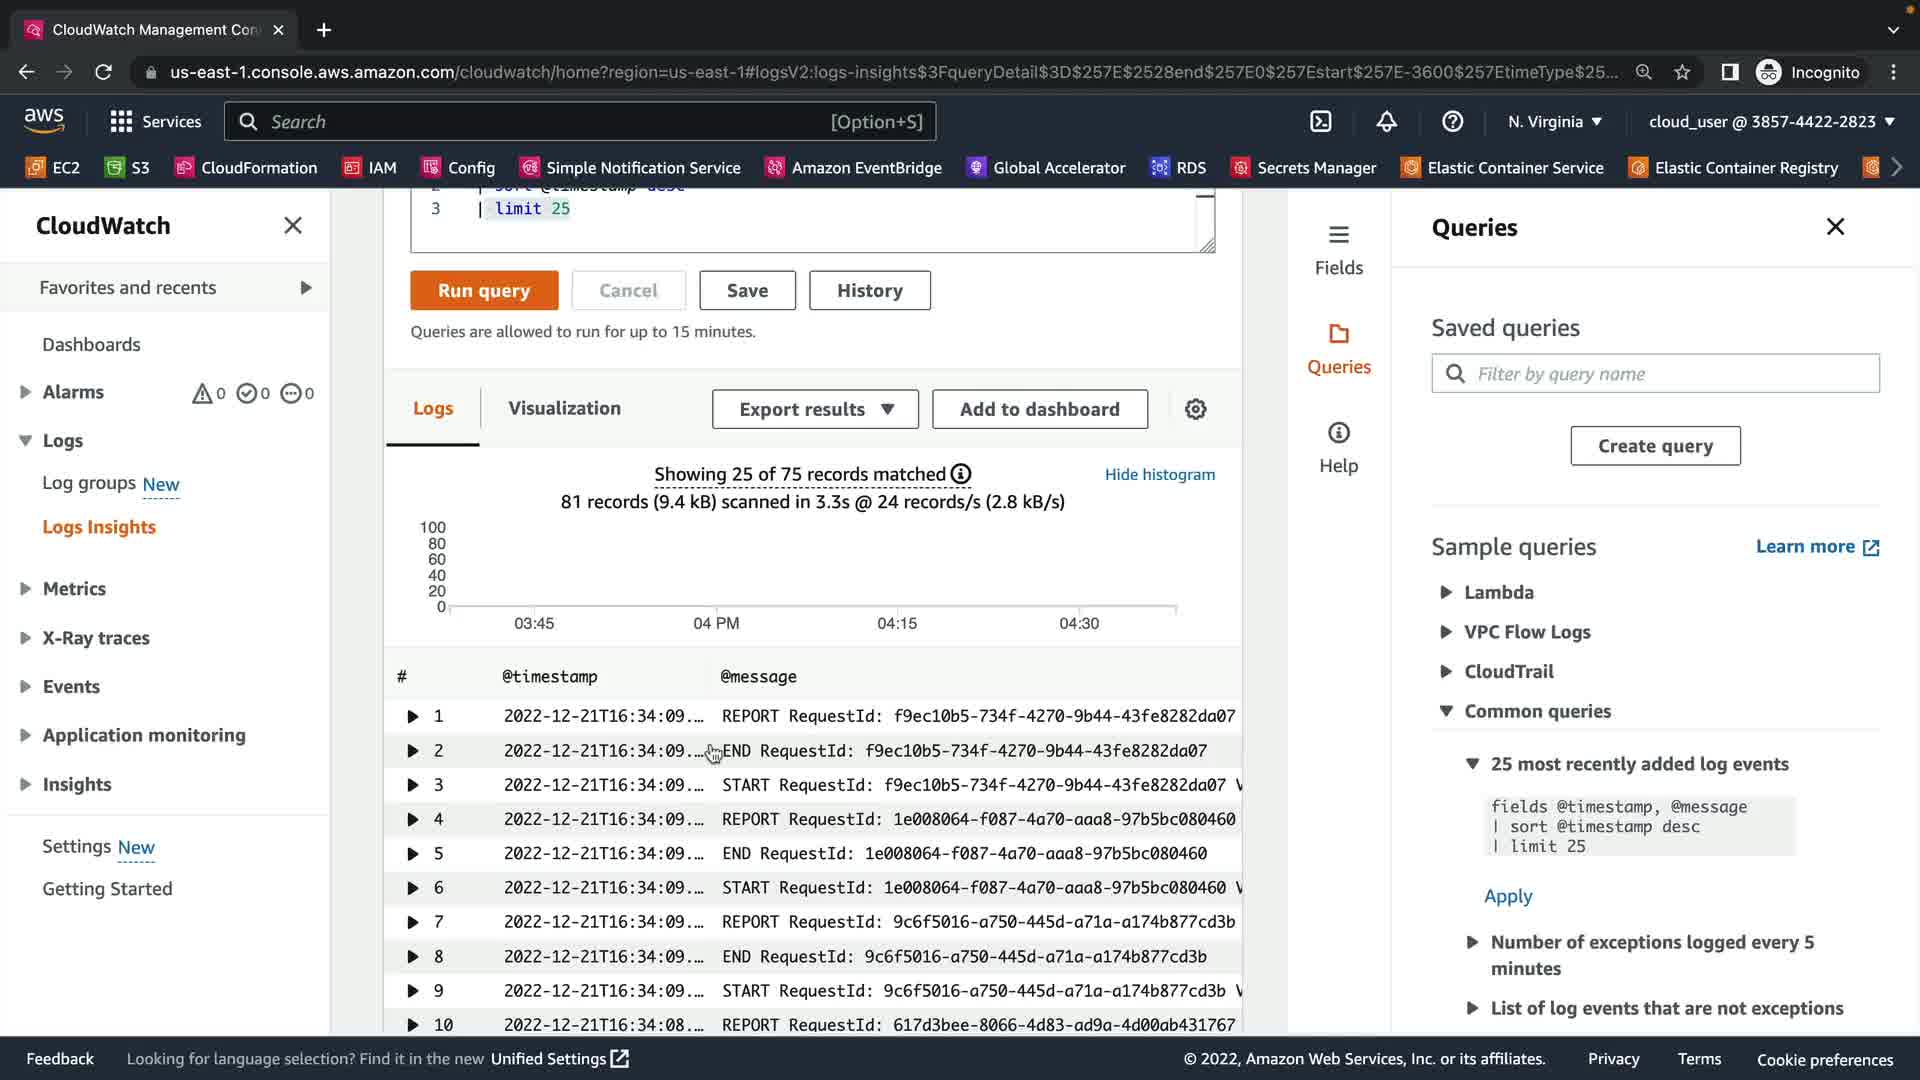 CloudWatch Management Con
us-east-1.console.aws.amazon.com/cloudwatch/home?region=us-east-1#logsV2:logs-insights$3FqueryDetail$3D$257E$2528end$257E0$257Estart$257E-3600$257EtimeType$25...
Incognito
aws
Services
Search
[Option+S]
N. Virginia
cloud_user @ 3857-4422-2823
EC2
S3
CloudFormation
IAM
Config
Simple Notification Service
Amazon EventBridge
Global Accelerator
RDS
Secrets Manager
Elastic Container Service
Elastic Container Registry
CloudWatch
Favorites and recents
Dashboards
Alarms 0 0 0
Logs
Log groups New
Logs Insights
Metrics
X-Ray traces
Events
Application monitoring
Insights
Settings New
Getting Started
2 | sort @timestamp desc
3 | limit 25
Run query
Cancel
Save
History
Queries are allowed to run for up to 15 minutes.
Logs
Visualization
Export results
Add to dashboard
Showing 25 of 75 records matched
Hide histogram
81 records (9.4 kB) scanned in 3.3s @ 24 records/s (2.8 kB/s)
100
80
60
40
20
0
03:45
04 PM
04:15
04:30
# @timestamp @message
1 2022-12-21T16:34:09.… REPORT RequestId: f9ec10b5-734f-4270-9b44-43fe8282da07
2 2022-12-21T16:34:09.… END RequestId: f9ec10b5-734f-4270-9b44-43fe8282da07
3 2022-12-21T16:34:09.… START RequestId: f9ec10b5-734f-4270-9b44-43fe8282da07 V
4 2022-12-21T16:34:09.… REPORT RequestId: 1e008064-f087-4a70-aaa8-97b5bc080460
5 2022-12-21T16:34:09.… END RequestId: 1e008064-f087-4a70-aaa8-97b5bc080460
6 2022-12-21T16:34:09.… START RequestId: 1e008064-f087-4a70-aaa8-97b5bc080460 V
7 2022-12-21T16:34:09.… REPORT RequestId: 9c6f5016-a750-445d-a71a-a174b877cd3b
8 2022-12-21T16:34:09.… END RequestId: 9c6f5016-a750-445d-a71a-a174b877cd3b
9 2022-12-21T16:34:09.… START RequestId: 9c6f5016-a750-445d-a71a-a174b877cd3b V
10 2022-12-21T16:34:08.… REPORT RequestId: 617d3bee-8066-4d83-ad9a-4d00ab431767
Fields
Queries
Help
Queries
Saved queries
Filter by query name
Create query
Sample queries
Learn more
Lambda
VPC Flow Logs
CloudTrail
Common queries
25 most recently added log events
fields @timestamp, @message
| sort @timestamp desc
| limit 25
Apply
Number of exceptions logged every 5
minutes
List of log events that are not exceptions
Feedback
Looking for language selection? Find it in the new Unified Settings
© 2022, Amazon Web Services, Inc. or its affiliates.
Privacy
Terms
Cookie preferences